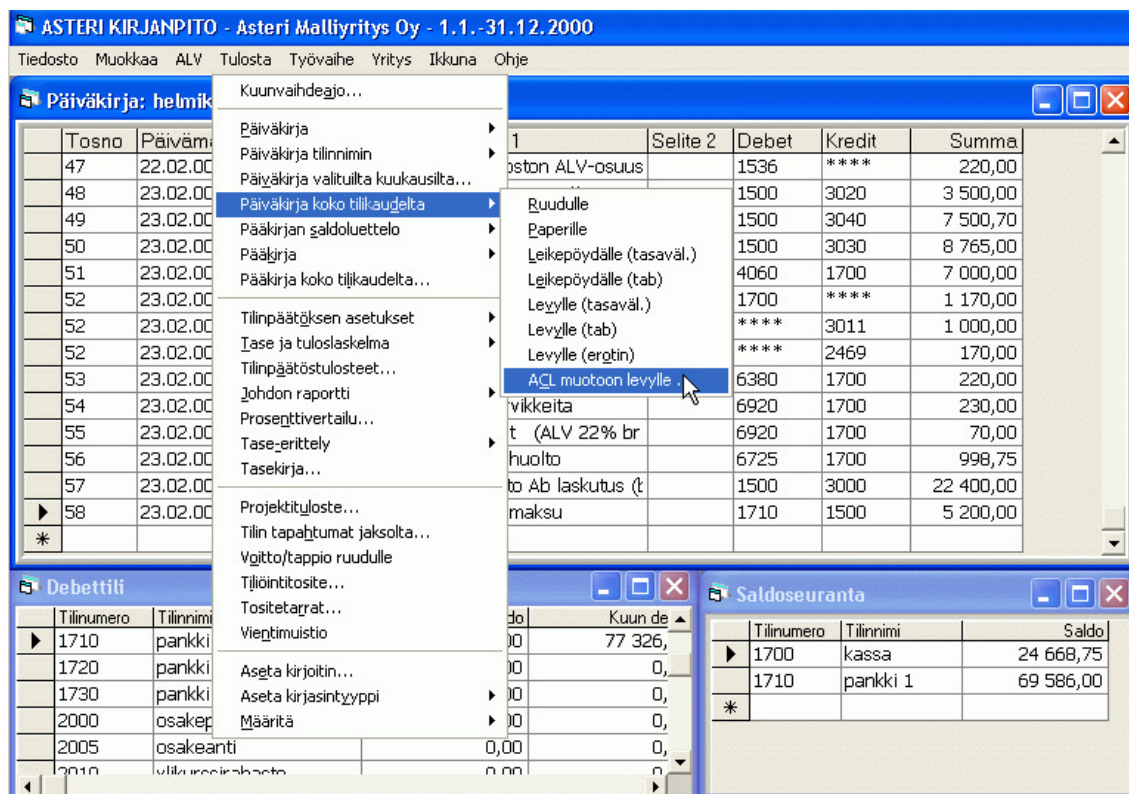 ASTERI KIRJANPITO - Asteri Malliyritys Oy - 1.1.-31.12.2000
Tiedosto Muokkaa ALV Tulosta Työvaihe Yritys Ikkuna Ohje
Päiväkirja: helmik
Tosno Päiväm 1 Selite 2 Debet Kredit Summa
47 22.02.00 oston ALV-osuus 1536 **** 220,00
48 23.02.00 1500 3020 3 500,00
49 23.02.00 1500 3040 7 500,70
50 23.02.00 1500 3030 8 765,00
51 23.02.00 4060 1700 7 000,00
52 23.02.00 1700 **** 1 170,00
52 23.02.00 **** 3011 1 000,00
52 23.02.00 **** 2469 170,00
53 23.02.00 6380 1700 220,00
54 23.02.00 vikkeita 6920 1700 230,00
55 23.02.00 t (ALV 22% br 6920 1700 70,00
56 23.02.00 huolto 6725 1700 998,75
57 23.02.00 to Ab laskutus (b 1500 3000 22 400,00
58 23.02.00 maksu 1710 1500 5 200,00
Kuunvaihdeajo...
Päiväkirja
Päiväkirja tilinnimin
Päiväkirja valituilta kuukausilta...
Päiväkirja koko tilikaudelta
Pääkirjan saldoluettelo
Pääkirja
Pääkirja koko tilikaudelta...
Tilinpäätöksen asetukset
Tase ja tuloslaskelma
Tilinpäätöstulosteet...
Johdon raportti
Prosenttivertailu...
Tase-erittely
Tasekirja...
Projektituloste...
Tilin tapahtumat jaksolta...
Voitto/tappio ruudulle
Tiliöintitosite...
Tositetarrat...
Vientimuistio
Aseta kirjoitin...
Aseta kirjasintyyppi
Määritä
Ruudulle
Paperille
Leikepöydälle (tasaväl.)
Leikepöydälle (tab)
Levylle (tasaväl.)
Levylle (tab)
Levylle (erotin)
ACL muotoon levylle .
Debettili
Tilinumero Tilinnimi do Kuun de
1710 pankki 00 77 326,
1720 pankki 00 0,
1730 pankki 00 0,
2000 osakep 00 0,
2005 osakeanti 0,00 0,
2010 ylikurssirahasto 0,00 0,
Saldoseuranta
Tilinumero Tilinnimi Saldo
1700 kassa 24 668,75
1710 pankki 1 69 586,00